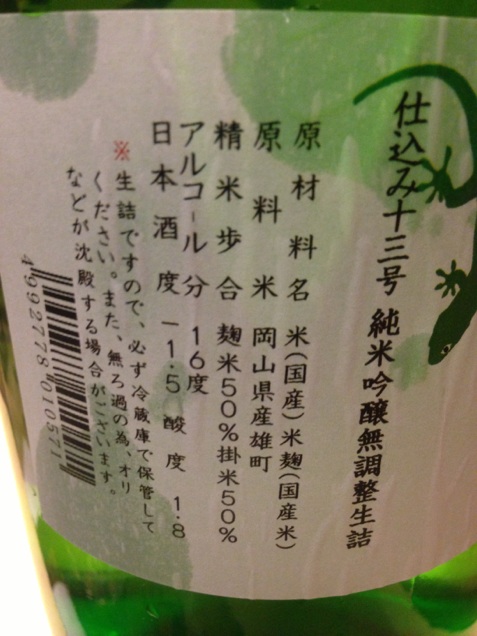 仕込み十三号 純米吟醸無調整生詰
原材料名 米(国産)米麹(国産米)
原料米 岡山県産雄町
精米歩合 麹米50%掛米50%
アルコール分 16度
日本酒度 -1.5 酸度 1.8
※生詰ですので、必ず冷蔵庫で保管して
ください。また、無ろ過の為、オリ
などが沈殿する場合がございます。
4992778010571